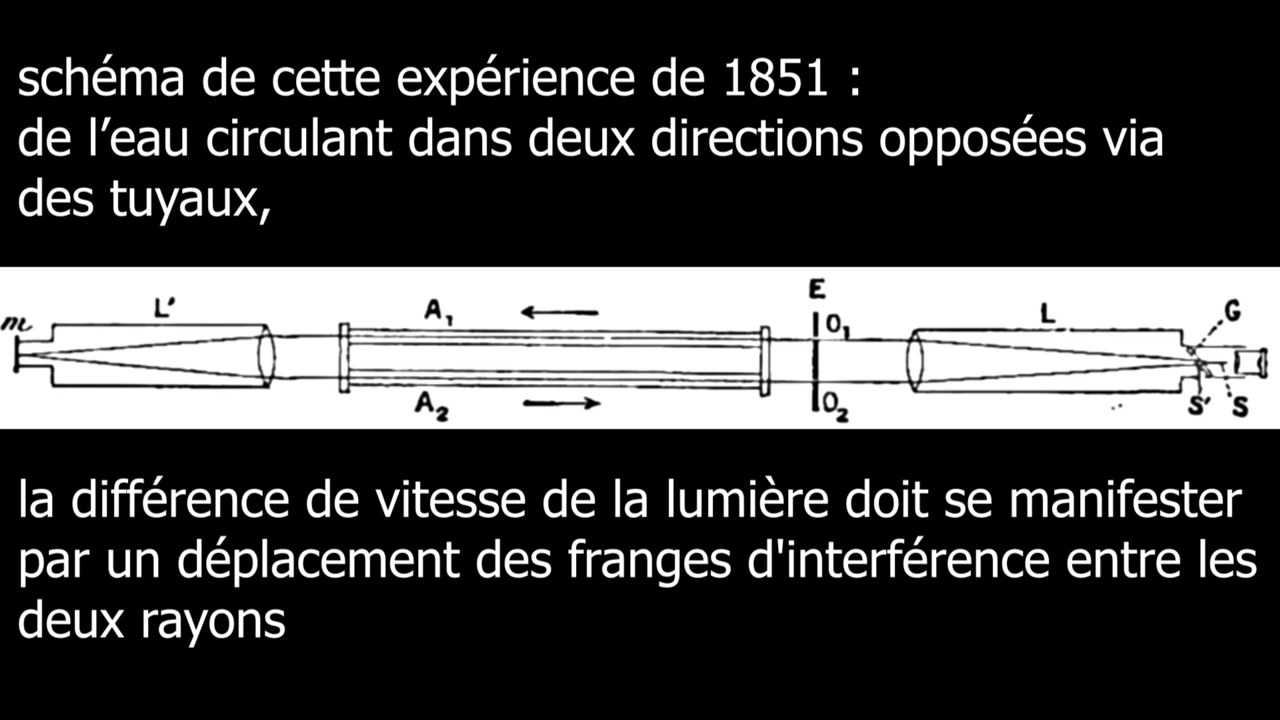 schéma de cette expérience de 1851 :
de l’eau circulant dans deux directions opposées via
des tuyaux,
m L' A1 E O1 L G
A2 O2 S' S
la différence de vitesse de la lumière doit se manifester
par un déplacement des franges d'interférence entre les
deux rayons